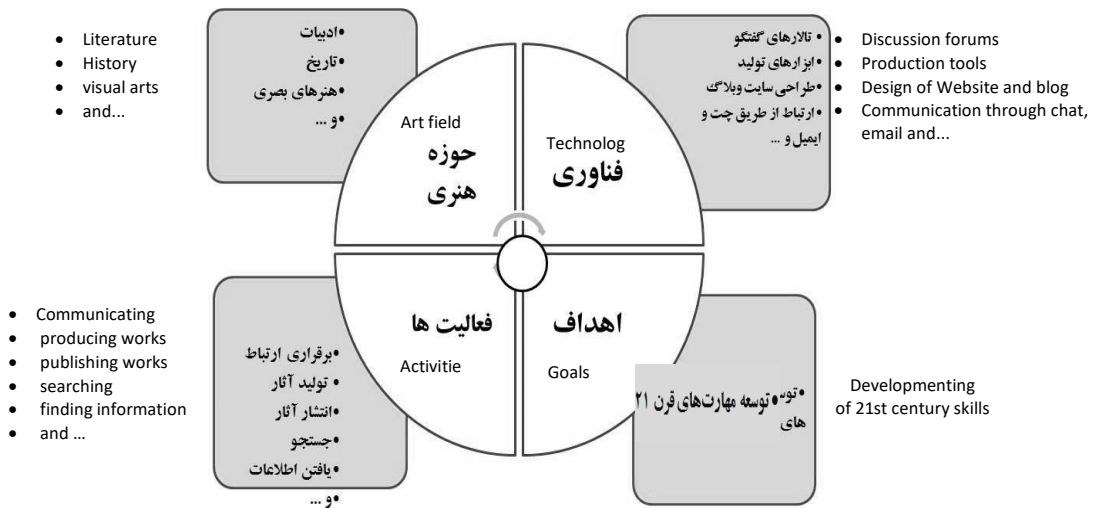 • Literature
• History
• visual arts
• and...
•ادبیات
•تاریخ
•هنرهای بصری
•و ...
Art field
حوزه
هنری
Technolog
فناوری
• تالارهای گفتگو
•ابزارهای تولید
•طراحی سایت وبلاگ
•ارتباط از طریق چت و
ایمیل و ...
• Discussion forums
• Production tools
• Design of Website and blog
• Communication through chat,
email and...
• Communicating
• producing works
• publishing works
• searching
• finding information
• and ...
•برقراری ارتباط
• تولید آثار
•انتشار آثار
•جستجو
•یافتن اطلاعات
•و ...
فعالیت ها
Activitie
اهداف
Goals
•توسعه مهارت‌های قرن ۲۱
•توس
های
Developmenting
of 21st century skills